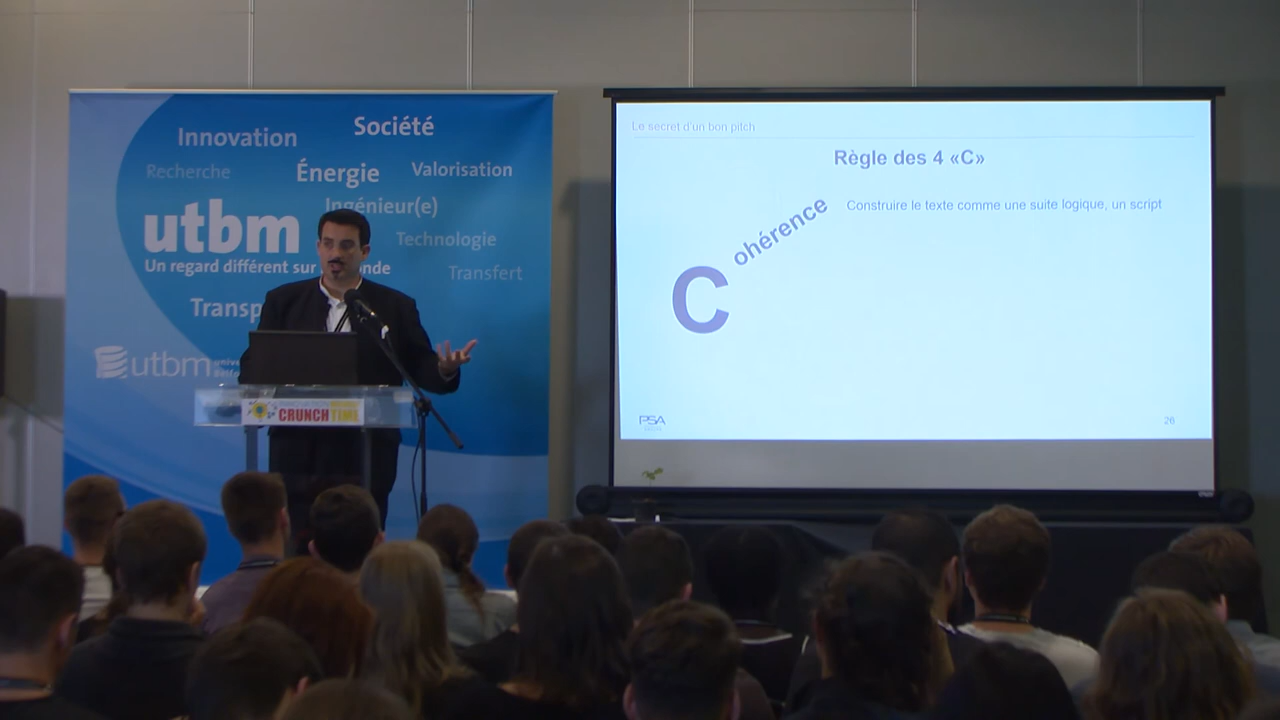 Innovation
Société
Recherche
Énergie
Valorisation
Ingénieur(e)
utbm
Technologie
Un regard différent sur
Transfert
utbm
CRUNCH TIME
Le secret d'un bon pitch
Règle des 4 «C»
Cohérence
Construire le texte comme une suite logique, un script
PSA
26